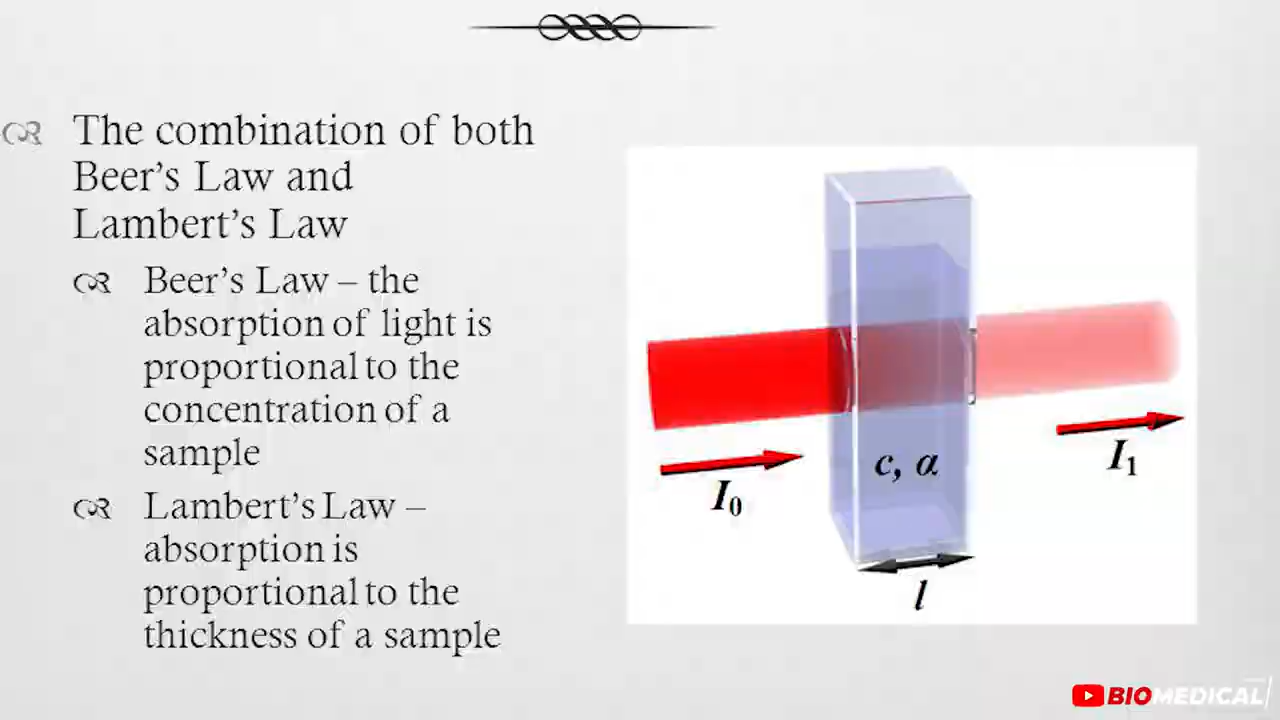 The combination of both
Beer's Law and
Lambert's Law
Beer's Law – the
absorption of light is
proportional to the
concentration of a
sample
Lambert's Law –
absorption is
proportional to the
thickness of a sample
I₀
c, α
I₁
l
BIOMEDICAL